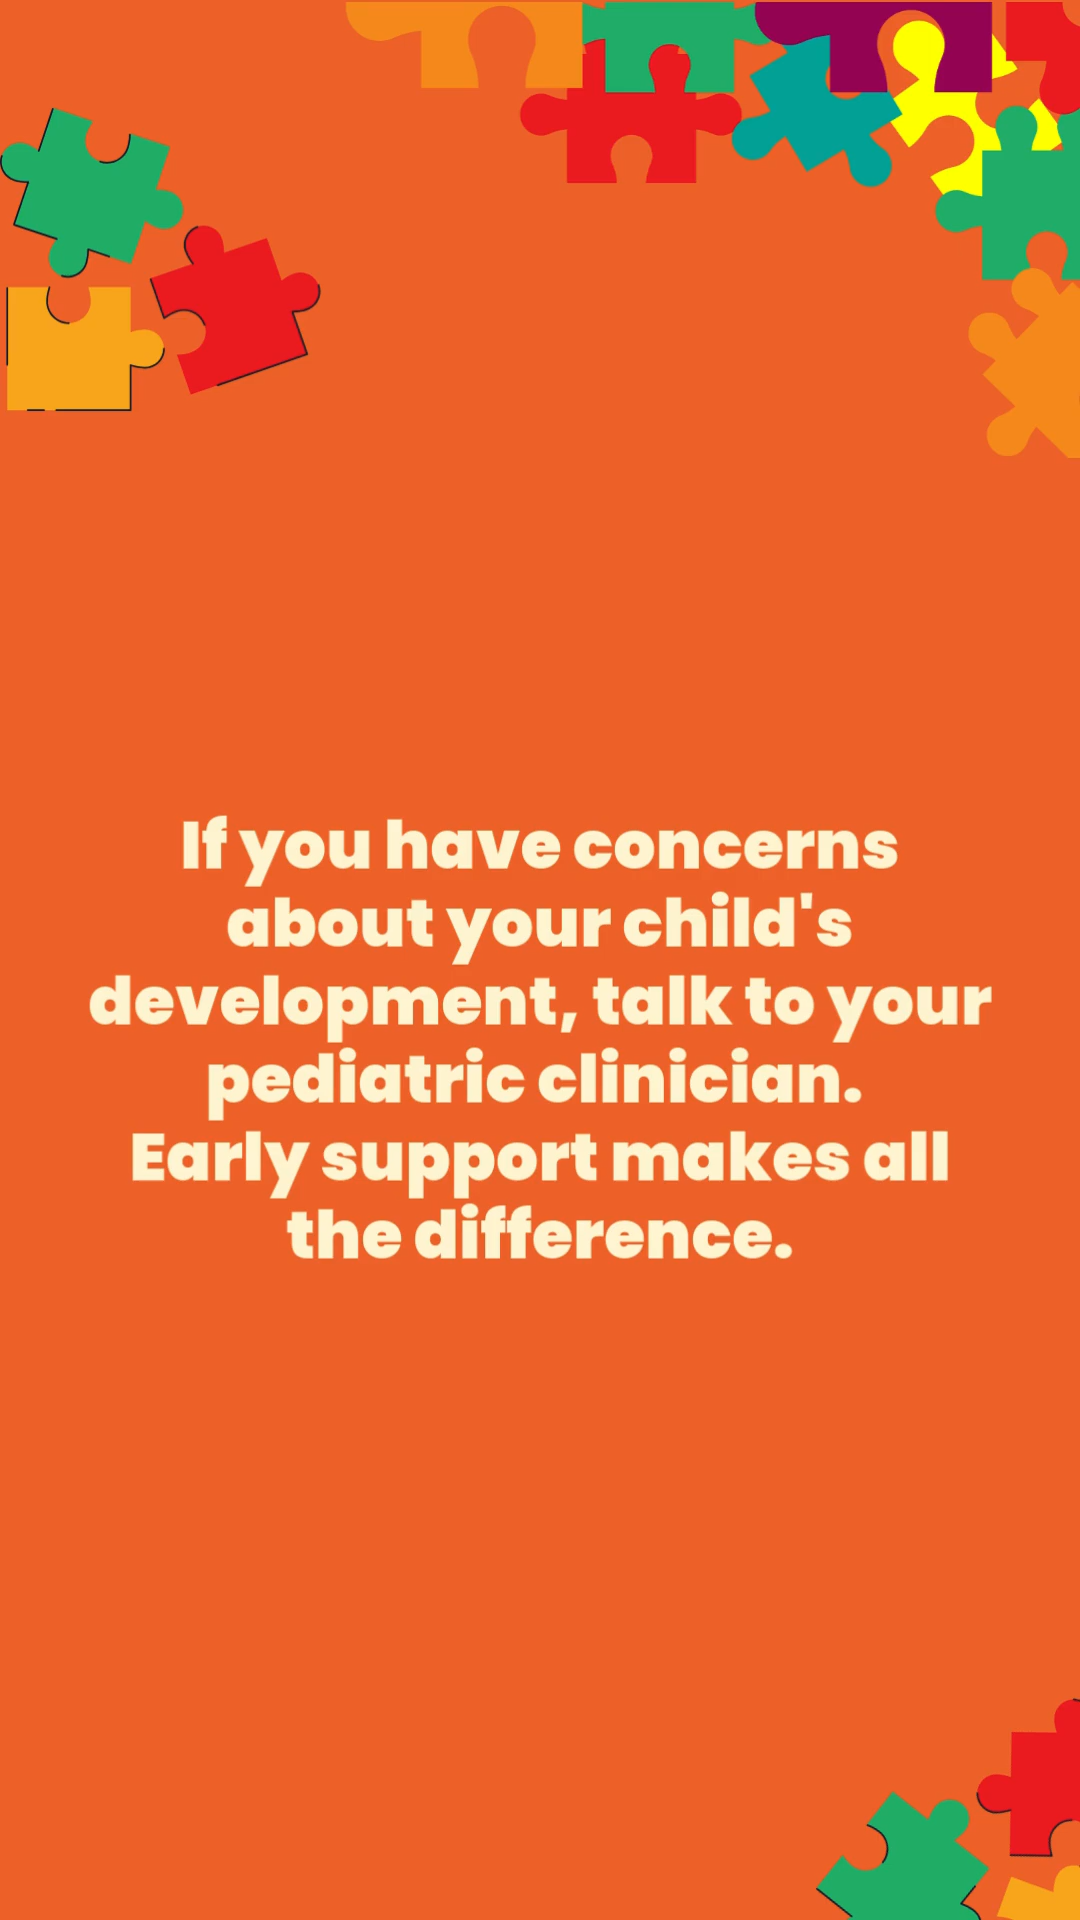 If you have concerns
about your child's
development, talk to your
pediatric clinician.
Early support makes all
the difference.